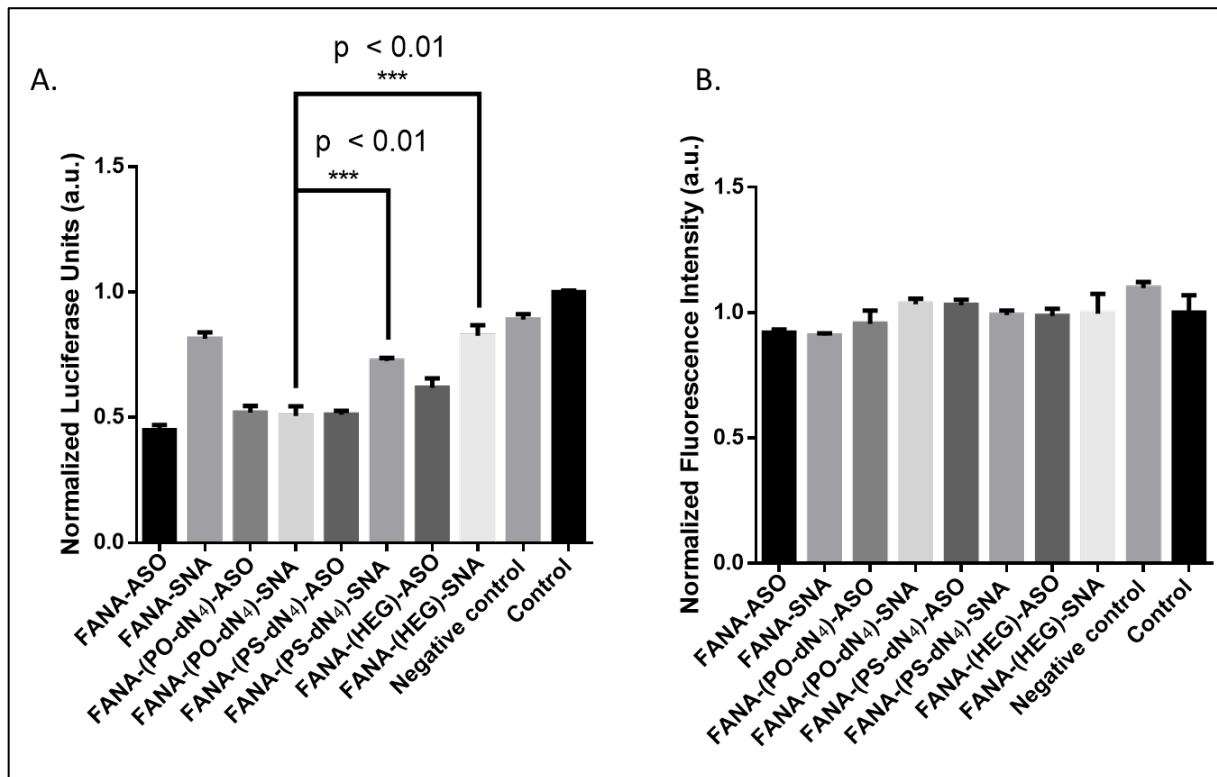 A.
p < 0.01
***
p < 0.01
***
Normalized Luciferase Units (a.u.)
1.5
1.0
0.5
0.0
FANA-ASO
FANA-SNA
FANA-(PO-dN₄)-ASO
FANA-(PO-dN₄)-SNA
FANA-(PS-dN₄)-ASO
FANA-(PS-dN₄)-SNA
FANA-(HEG)-ASO
FANA-(HEG)-SNA
Negative control
Control
B.
Normalized Fluorescence Intensity (a.u.)
1.5
1.0
0.5
0.0
FANA-ASO
FANA-SNA
FANA-(PO-dN₄)-ASO
FANA-(PO-dN₄)-SNA
FANA-(PS-dN₄)-ASO
FANA-(PS-dN₄)-SNA
FANA-(HEG)-ASO
FANA-(HEG)-SNA
Negative control
Control